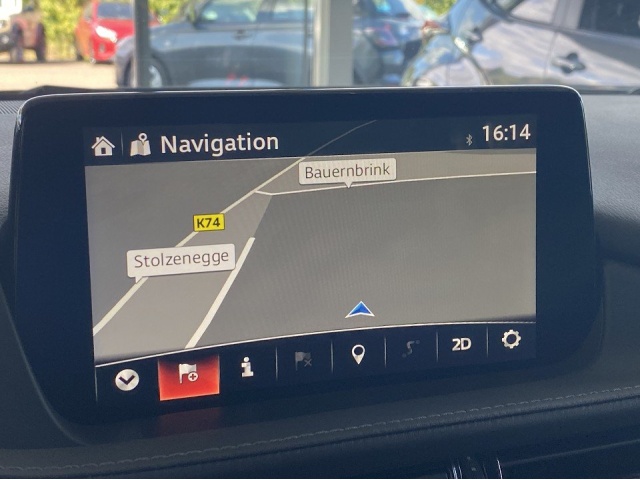 Navigation
16:14
Bauernbrink
K74
Stolzenegge
2D